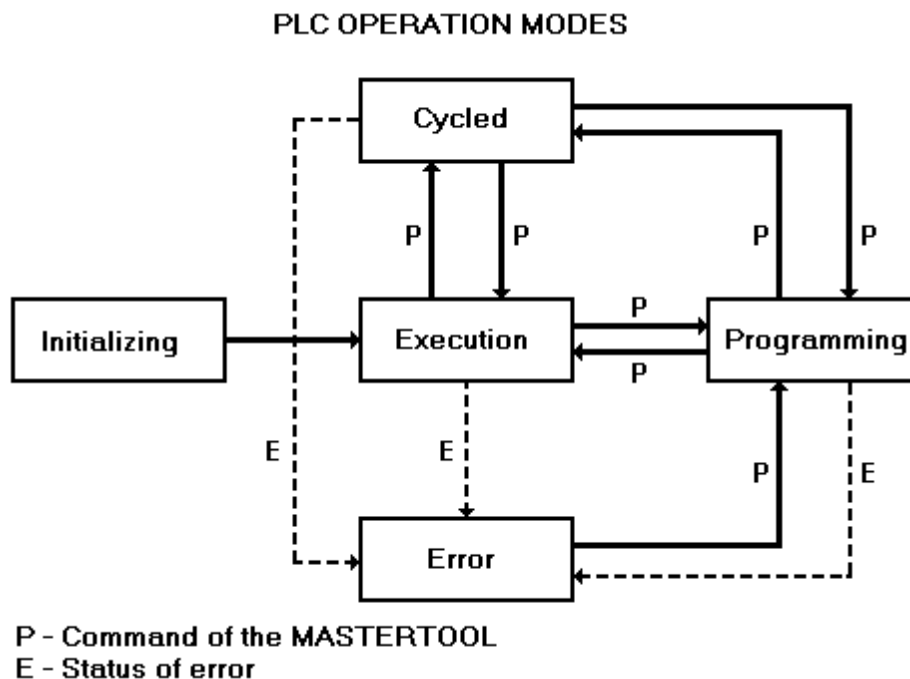 PLC OPERATION MODES
Cycled
P
P
P
P
Initializing
Execution
P
P
Programming
E
E
P
E
Error
P - Command of the MASTERTOOL
E - Status of error